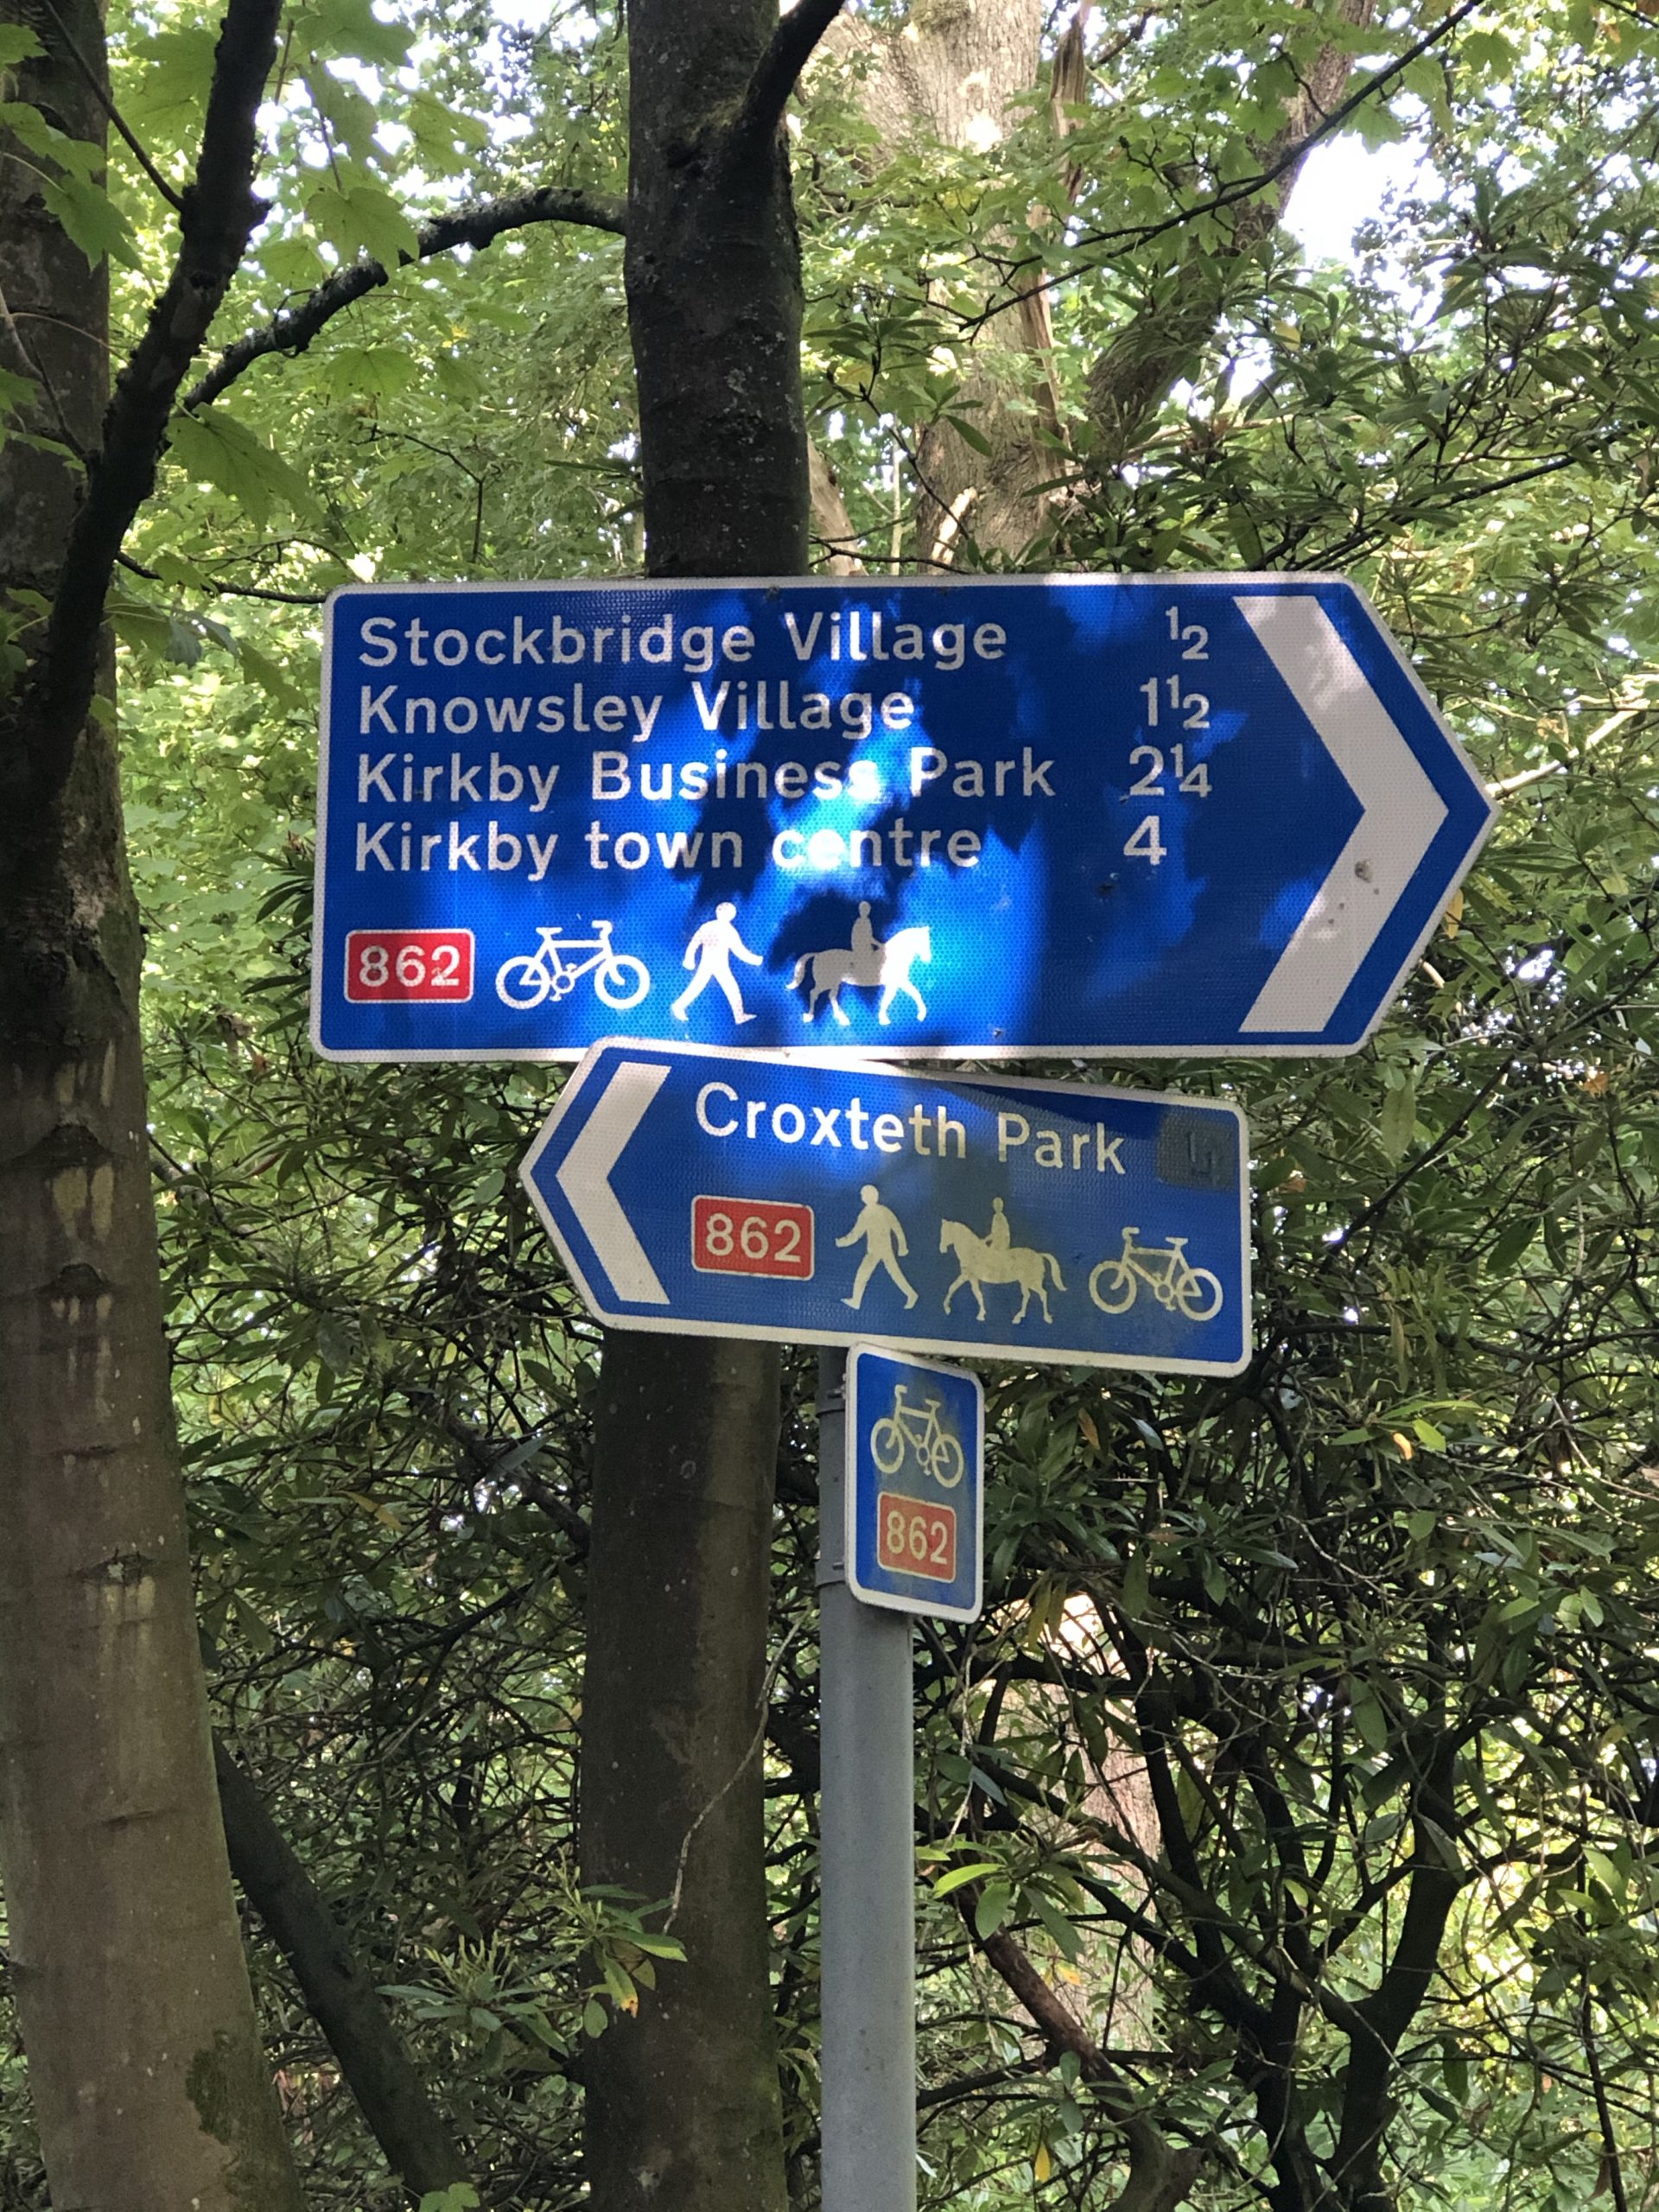 Stockbridge Village ½
Knowsley Village 1½
Kirkby Business Park 2¼
Kirkby town centre 4
862
Croxteth Park
862
862